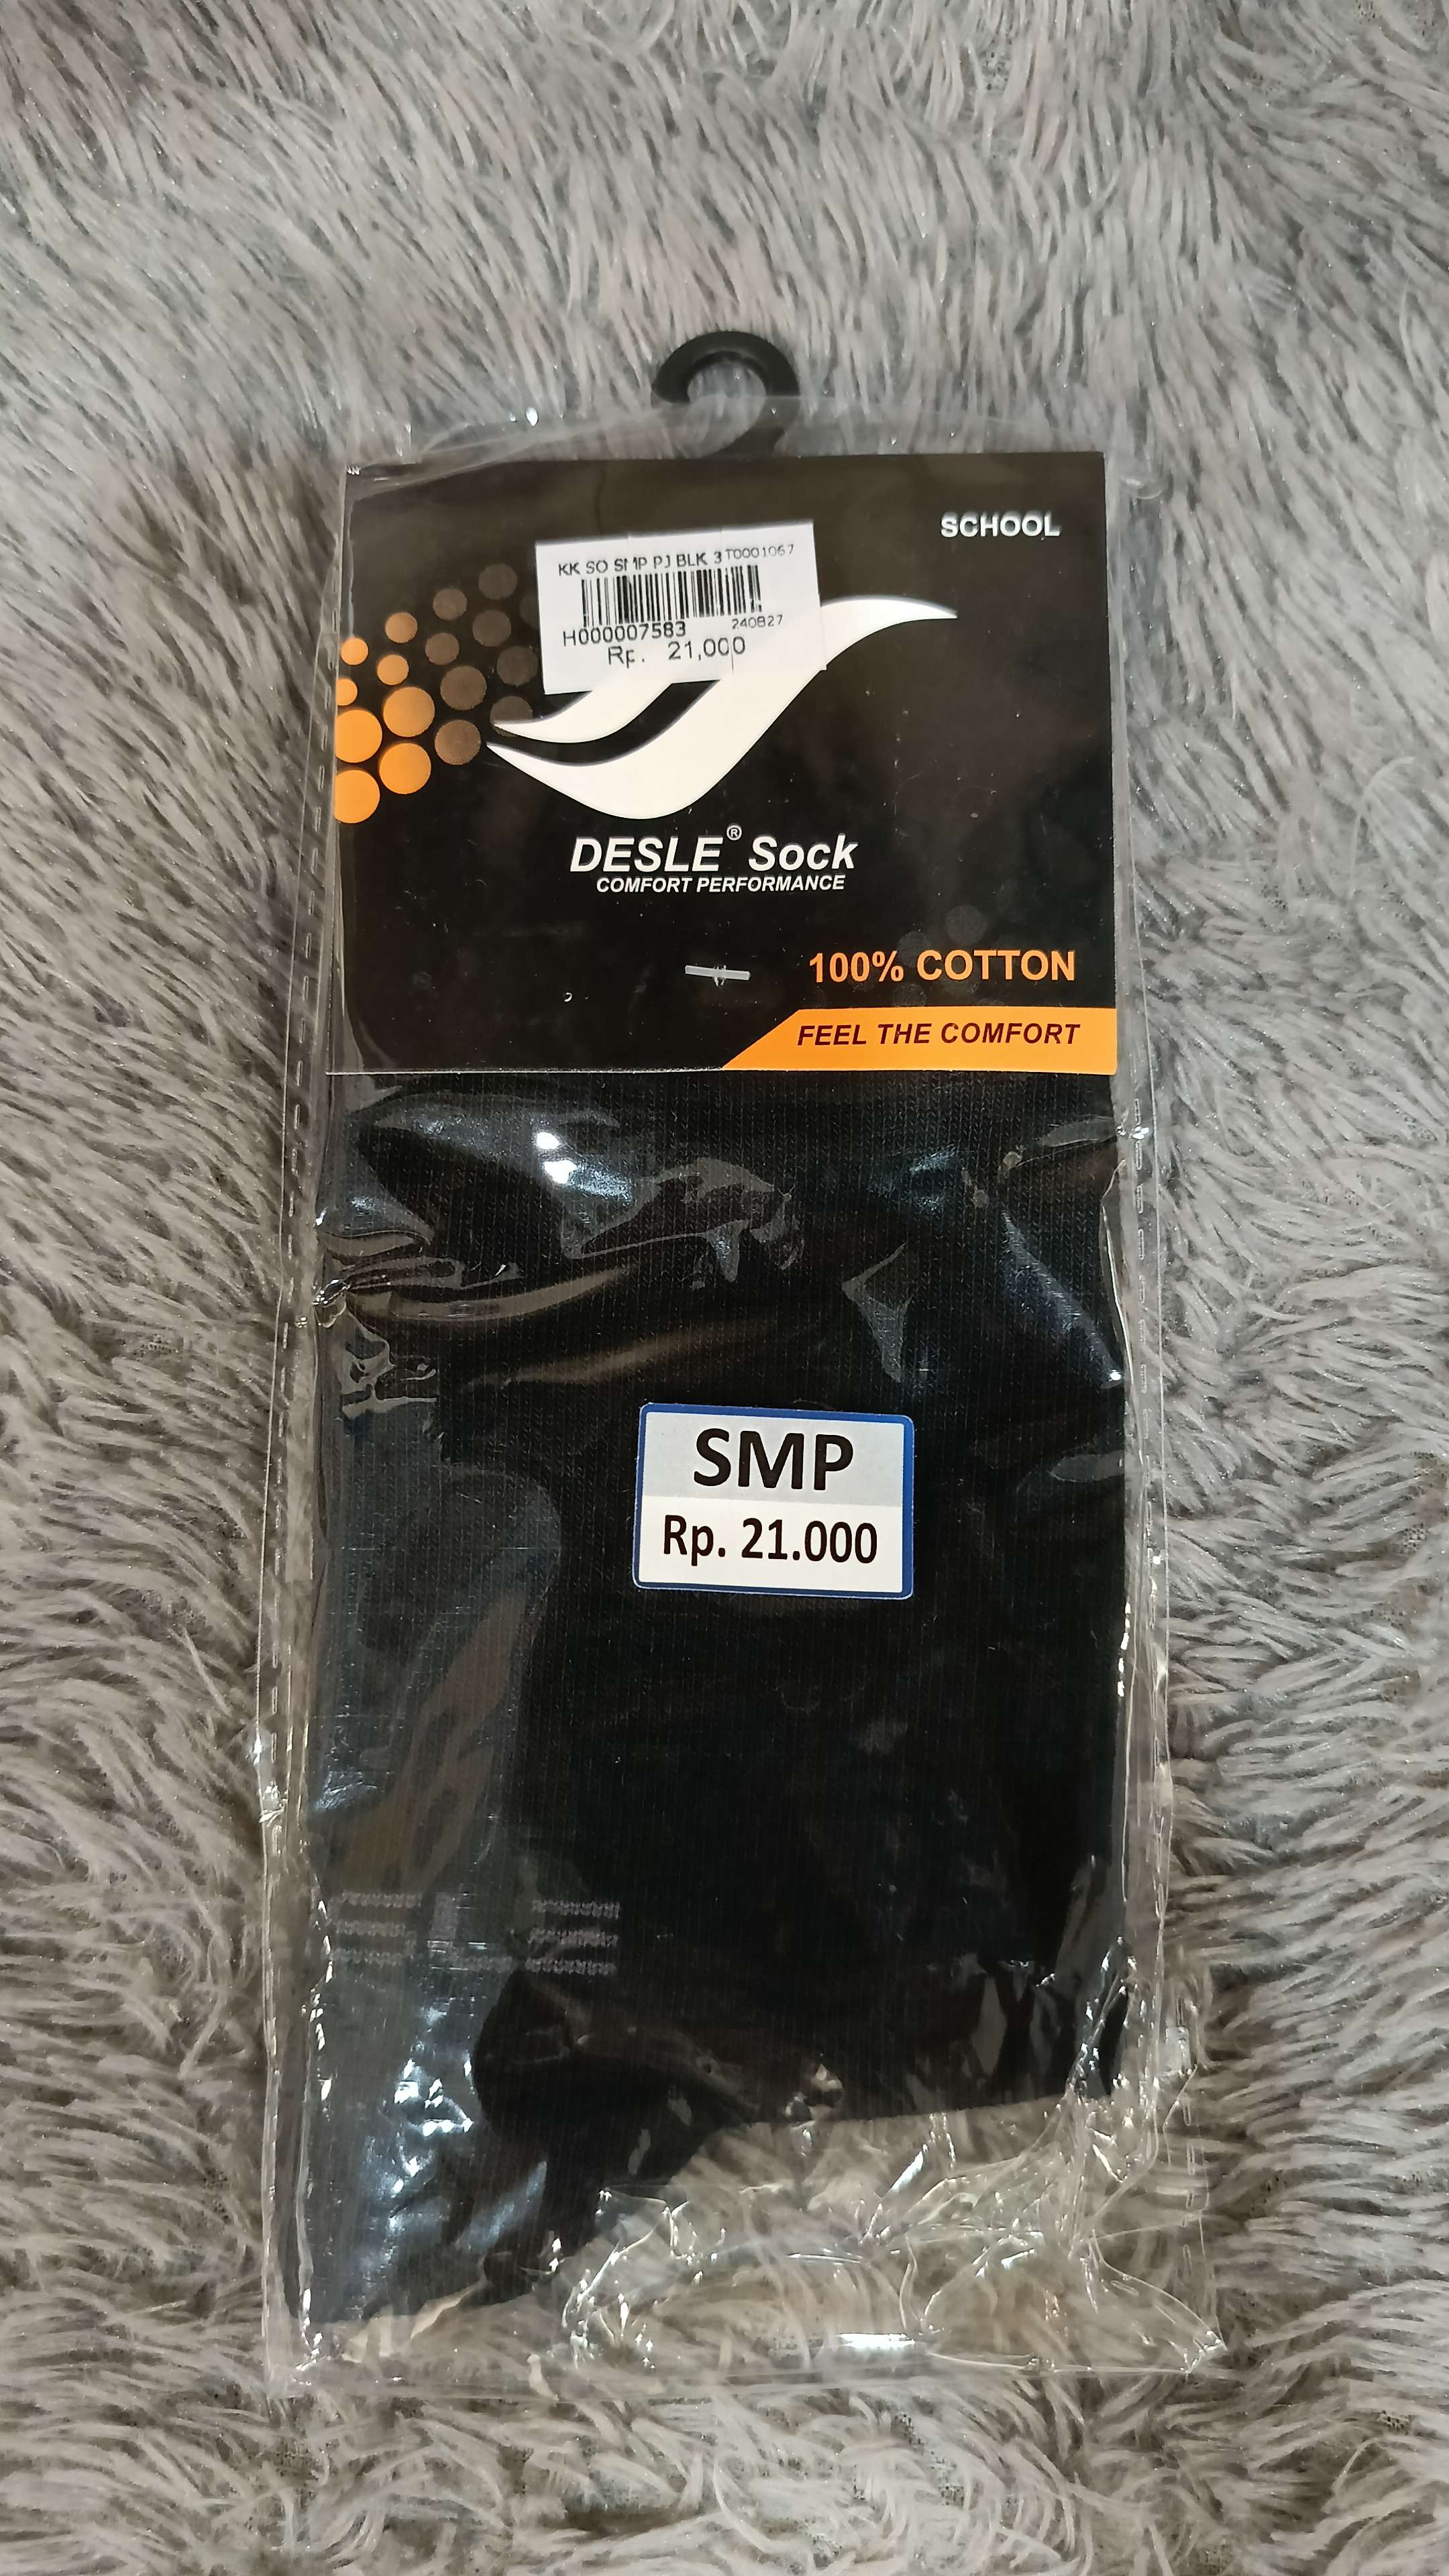 SCHOOL
KK SO SMP PJ BLK 3 T0001067
H000007583 240827
Rp. 21,000
DESLE® Sock
COMFORT PERFORMANCE
100% COTTON
FEEL THE COMFORT
SMP
Rp. 21.000